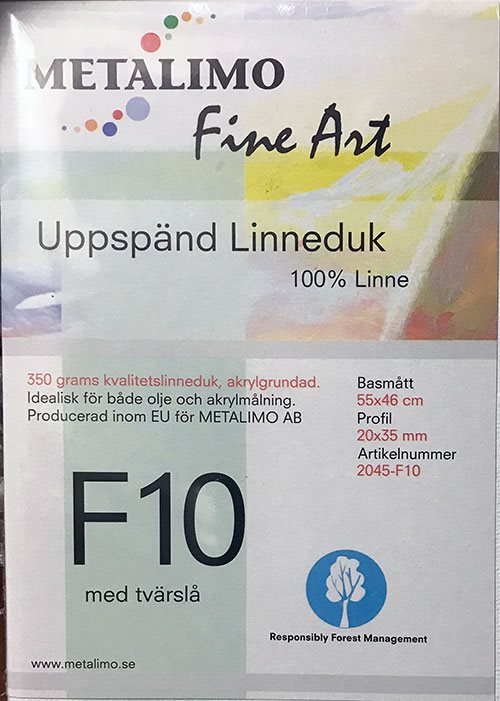 METALIMO
Fine Art
Uppspänd Linneduk
100% Linne
350 grams kvalitetslinneduk, akrylgrundad.
Idealisk för både olje och akrylmålning.
Producerad inom EU för METALIMO AB
Basmått
55x46 cm
Profil
20x35 mm
Artikelnummer
2045-F10
F10
med tvärslå
Responsibly Forest Management
www.metalimo.se